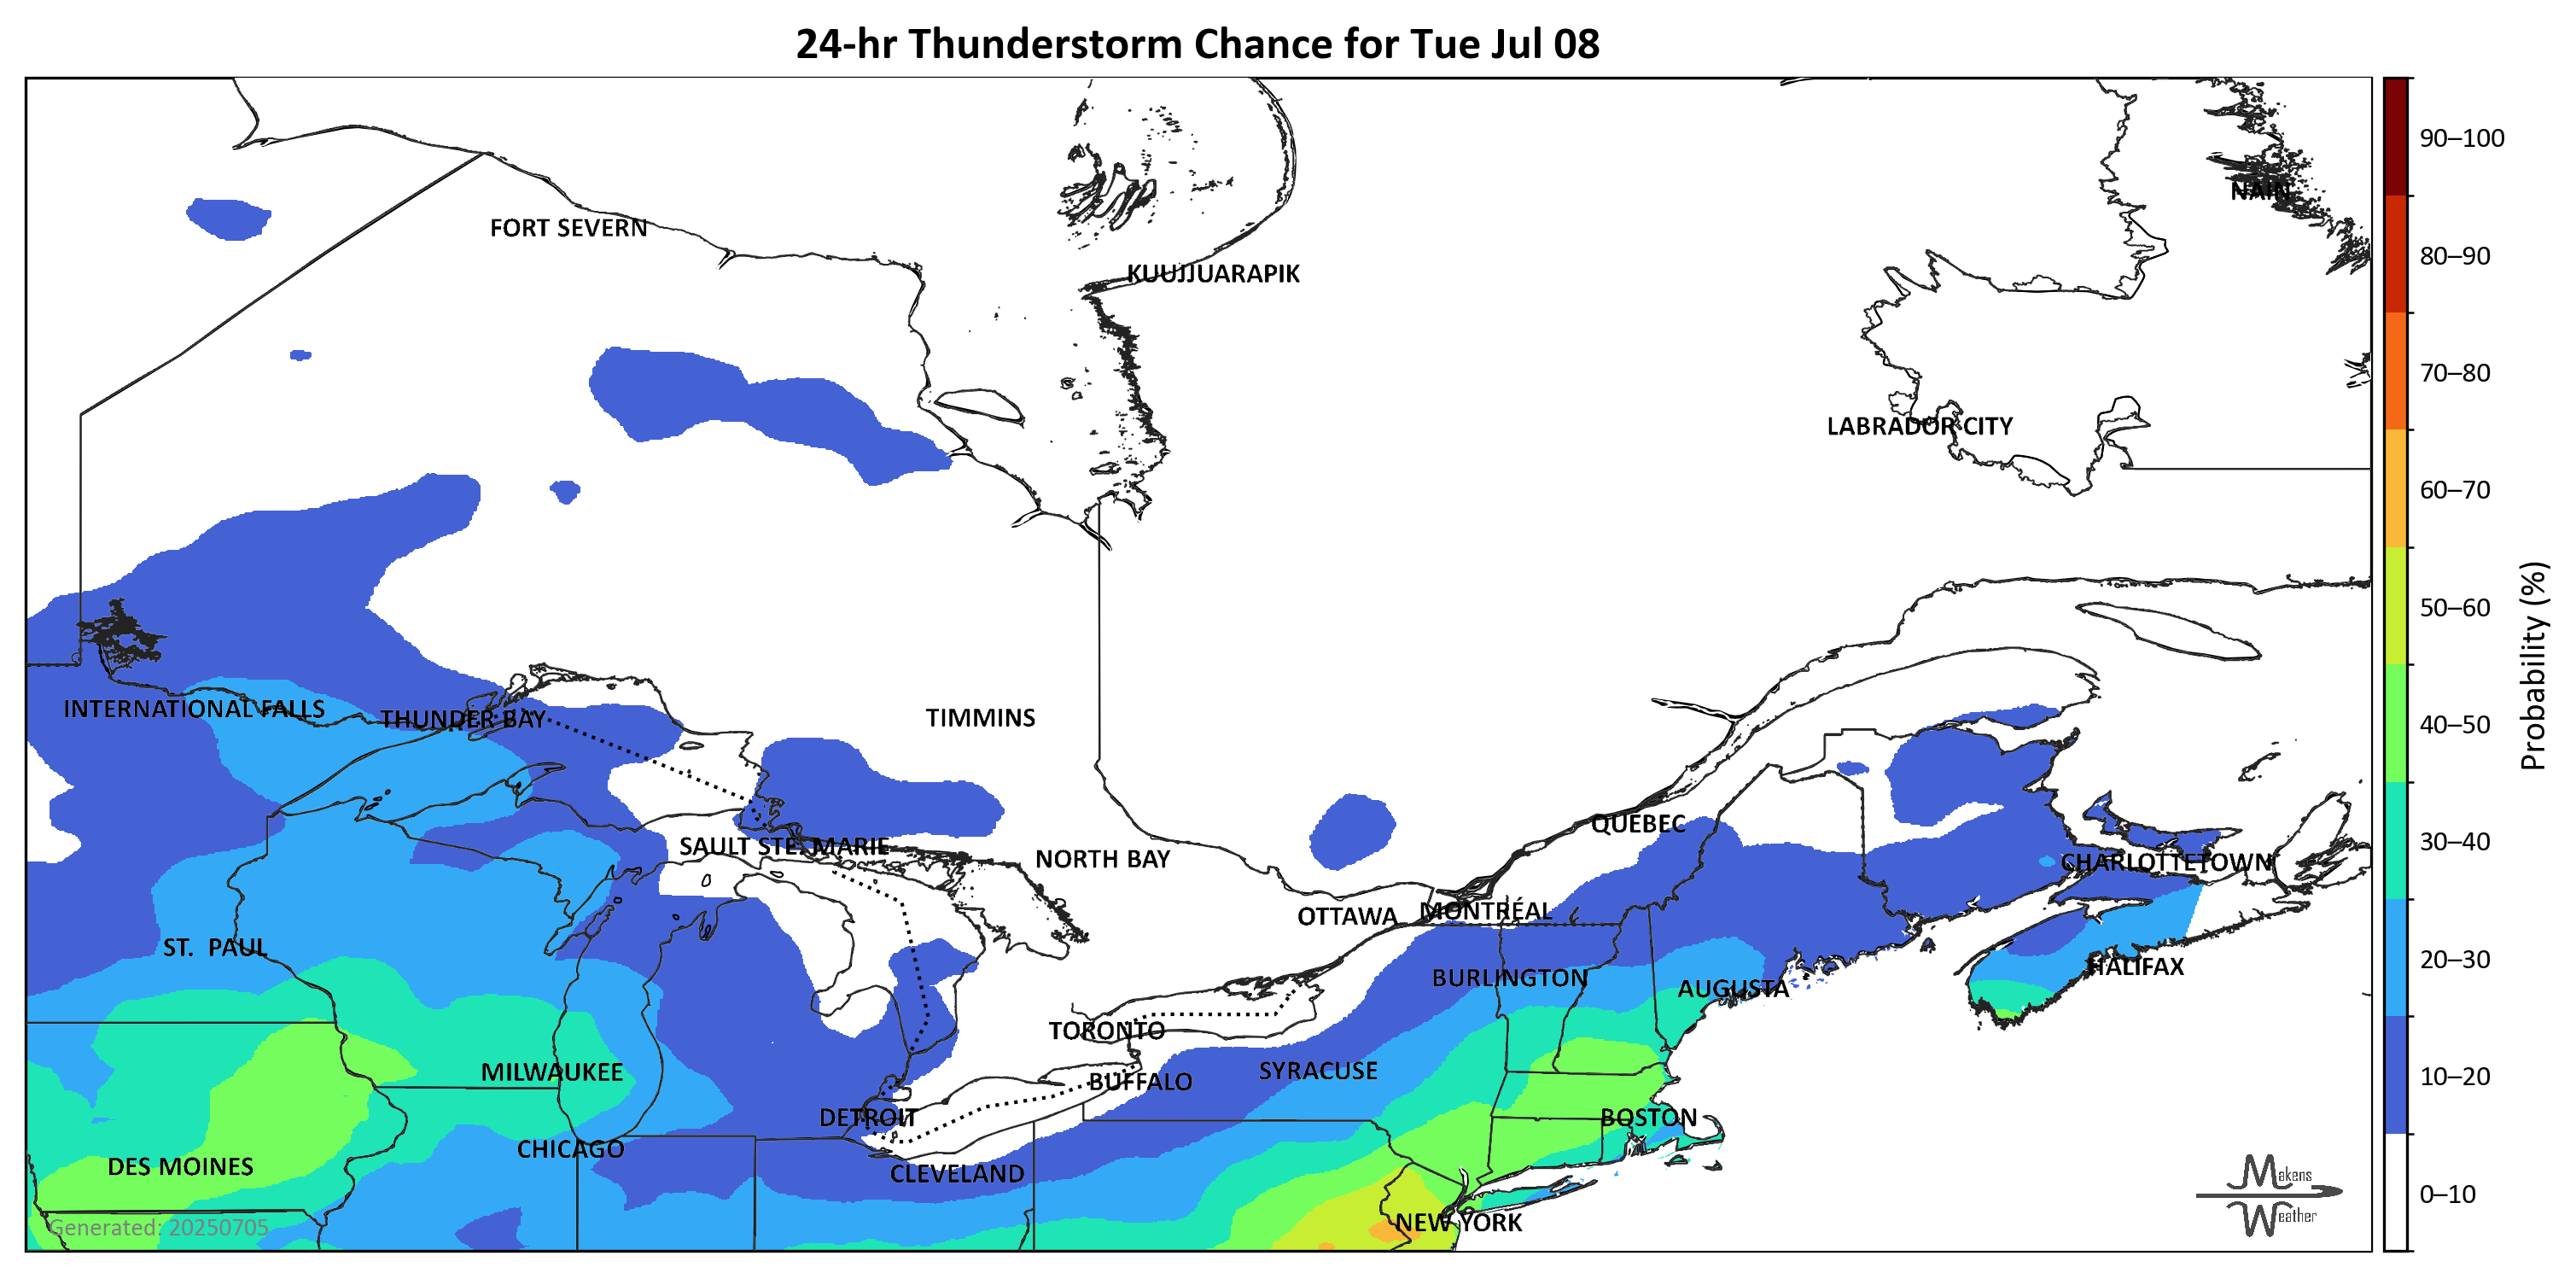 24-hr Thunderstorm Chance for Tue Jul 08
NAIN
FORT SEVERN
KUUJJUARAPIK
LABRADOR CITY
INTERNATIONAL FALLS
THUNDER BAY
TIMMINS
SAULT STE. MARIE
NORTH BAY
QUEBEC
CHARLOTTETOWN
OTTAWA
MONTRÉAL
ST. PAUL
BURLINGTON
AUGUSTA
HALIFAX
TORONTO
MILWAUKEE
BUFFALO
SYRACUSE
DETROIT
BOSTON
CHICAGO
DES MOINES
CLEVELAND
NEW YORK
Generated: 20250705
Makens
Weather
90–100
80–90
70–80
60–70
50–60
40–50
30–40
20–30
10–20
0–10
Probability (%)